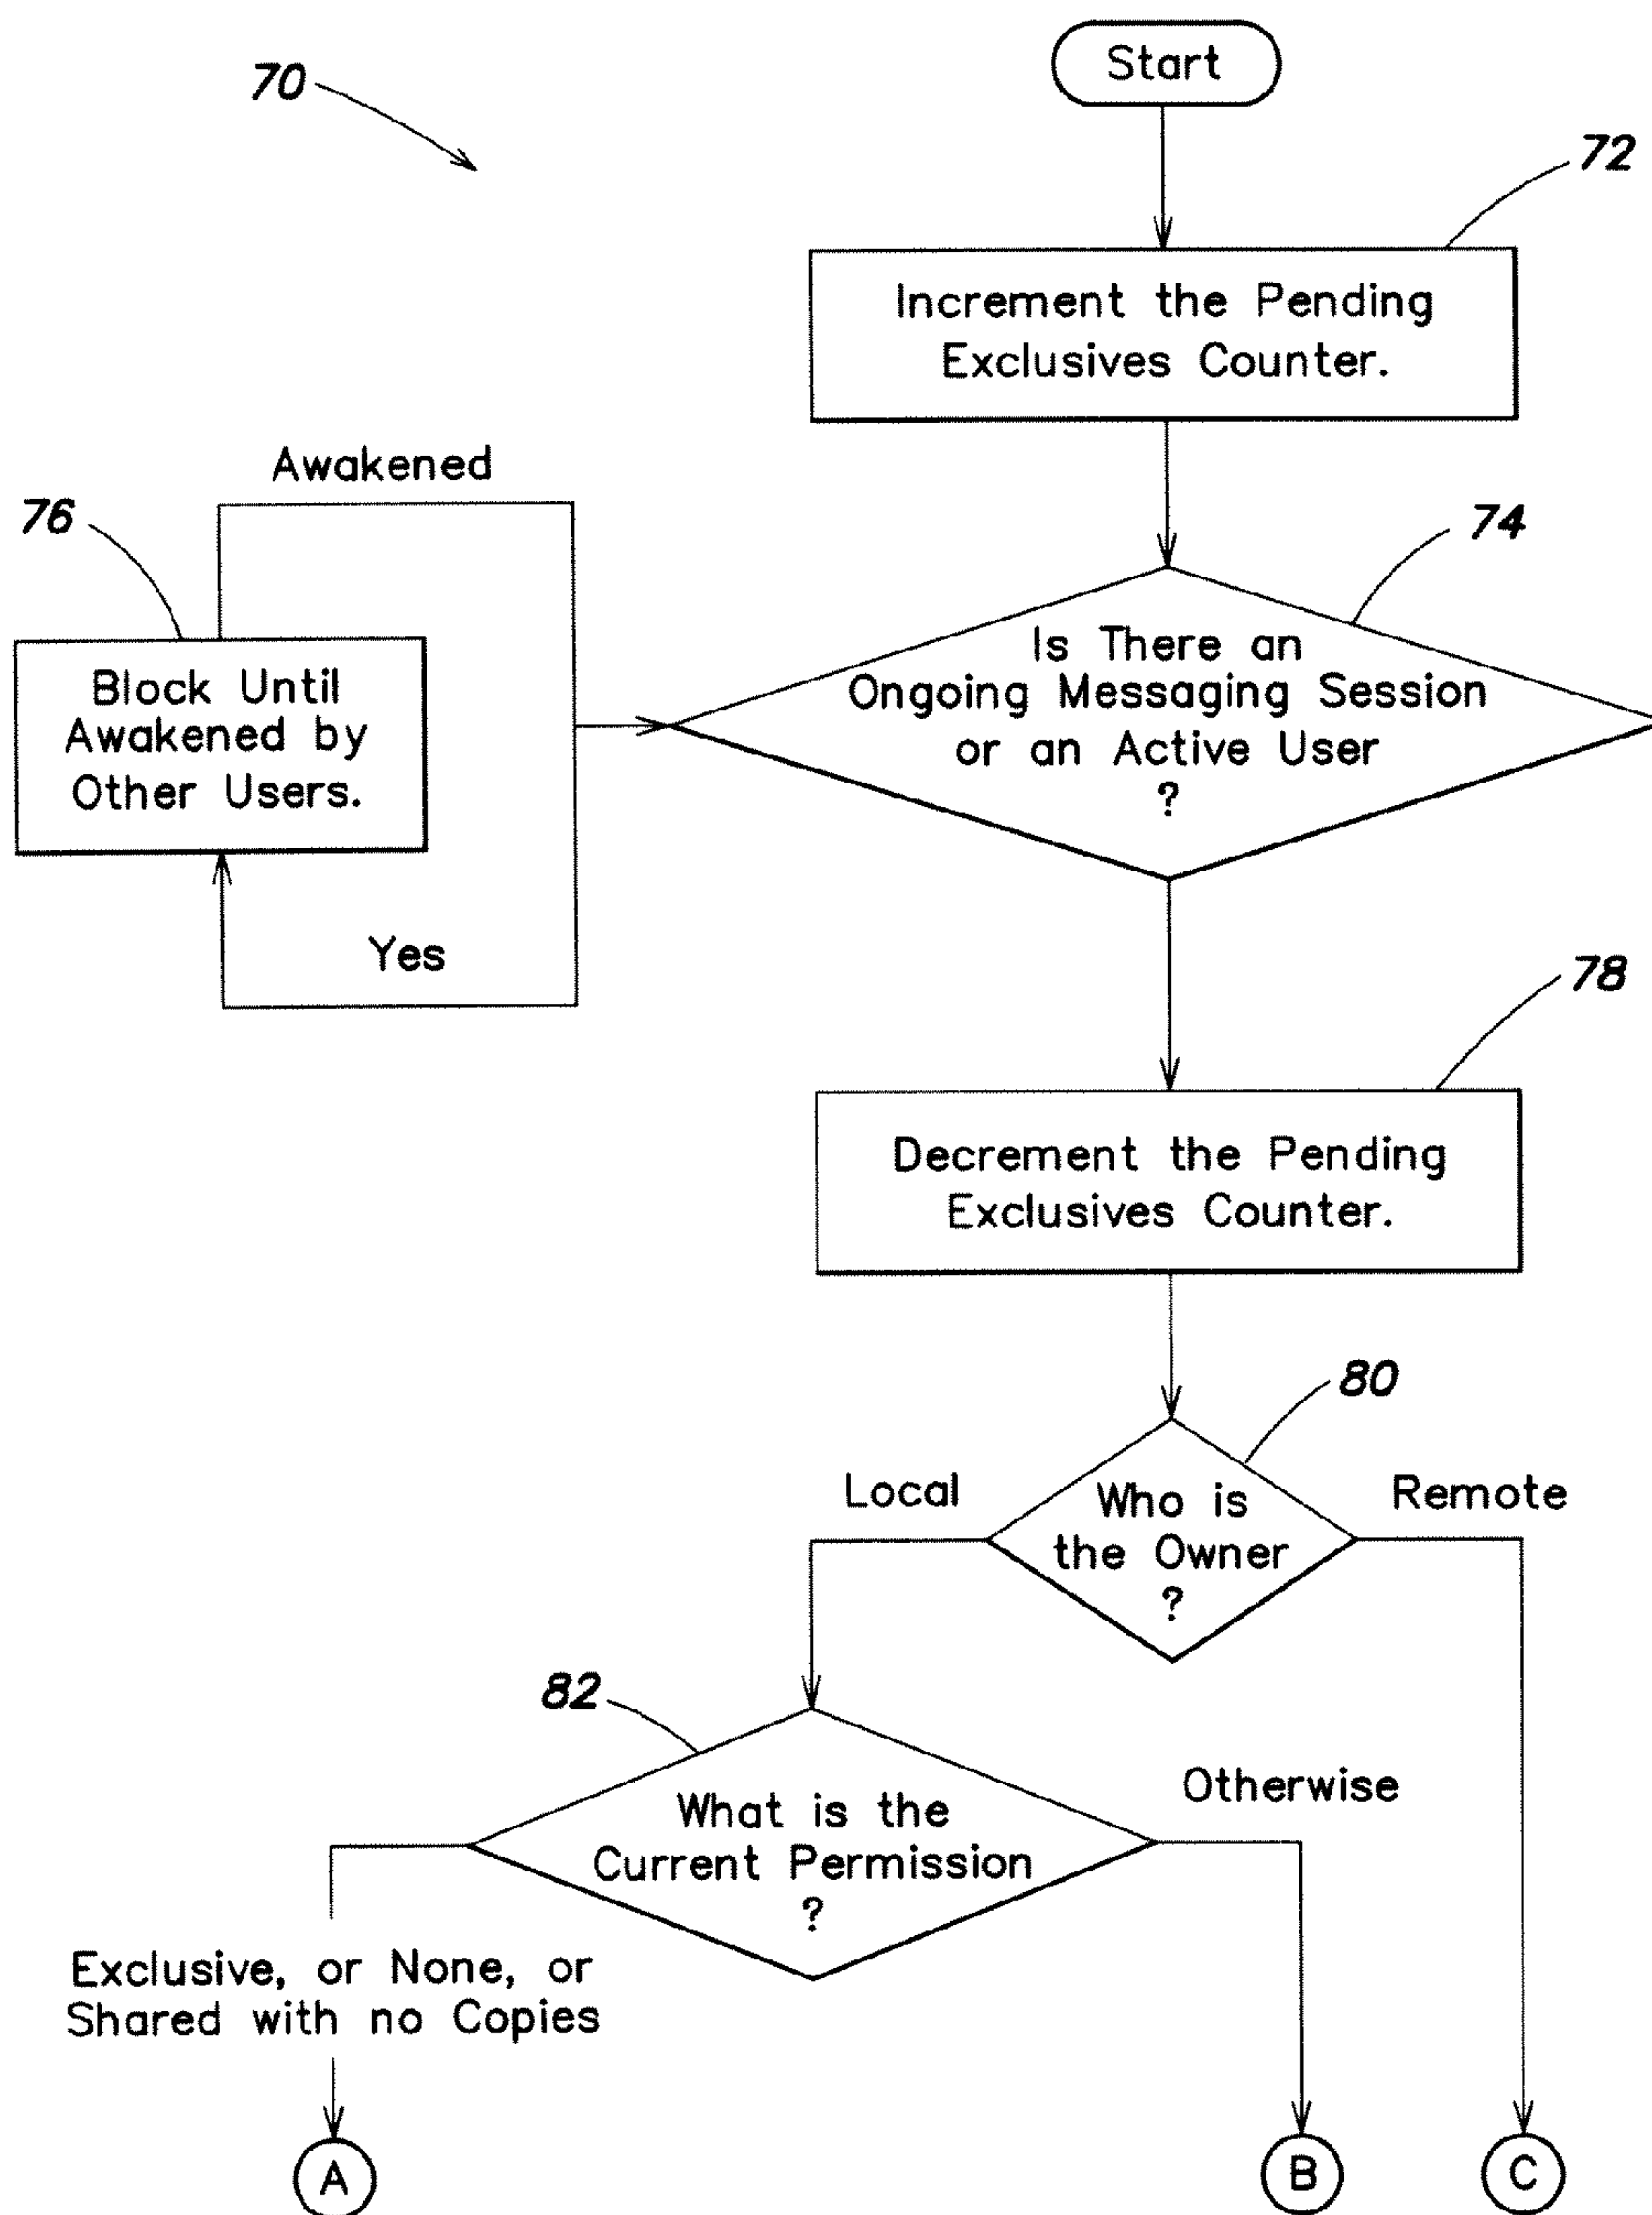 70
Start
72
Increment the Pending
Exclusives Counter.
Awakened
76
74
Block Until
Awakened by
Other Users.
Is There an
Ongoing Messaging Session
or an Active User
?
Yes
78
Decrement the Pending
Exclusives Counter.
80
Local
Who is
the Owner
?
Remote
82
What is the
Current Permission
?
Otherwise
Exclusive, or None, or
Shared with no Copies
A
B
C